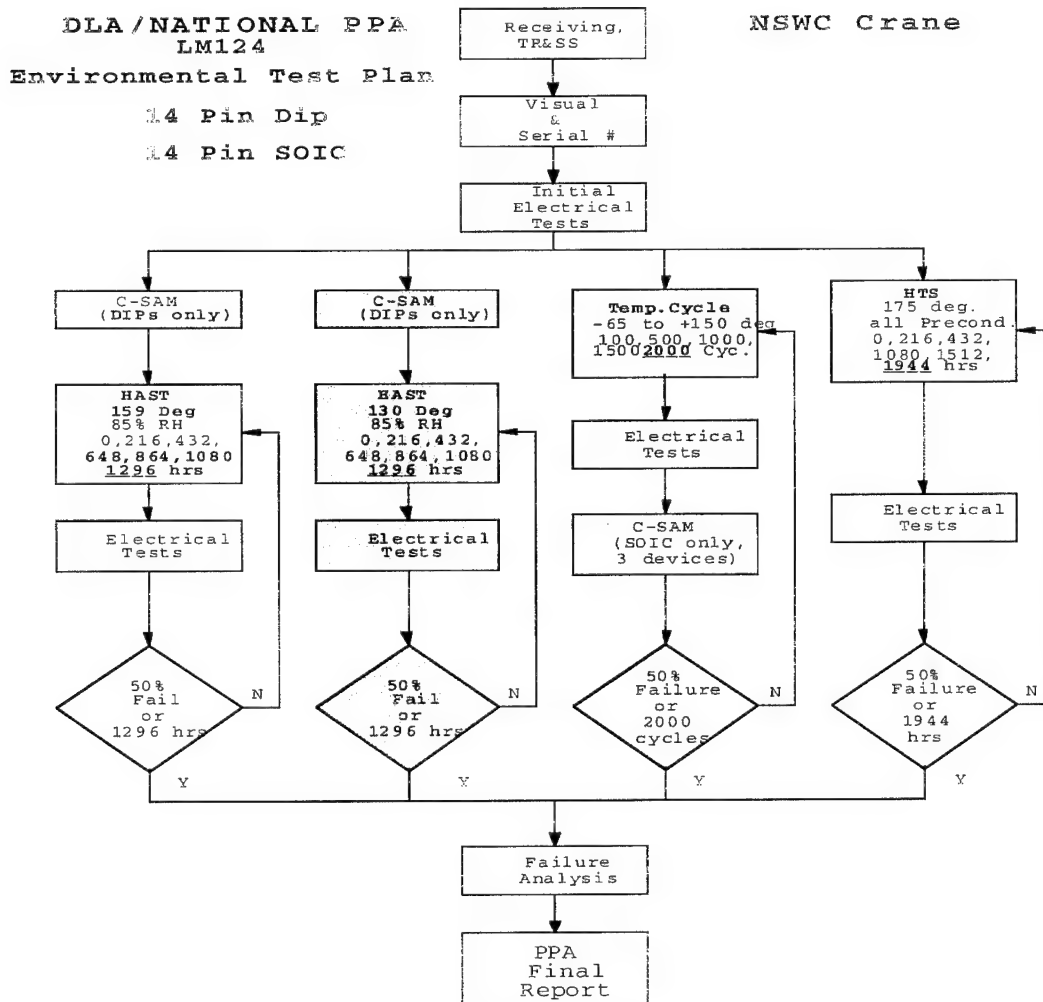 DLA/NATIONAL PPA
LM124
Environmental Test Plan
14 Pin Dip
14 Pin SOIC
NSWC Crane
Receiving,
TR&SS
Visual
&
Serial #
Initial
Electrical
Tests
C-SAM
(DIPs only)
HAST
159 Deg
85% RH
0,216,432,
648,864,1080
1296 hrs
Electrical
Tests
50%
Fail
or
1296 hrs
N
Y
C-SAM
(DIPs only)
HAST
130 Deg
85% RH
0,216,432,
648,864,1080
1296 hrs
Electrical
Tests
50%
Fail
or
1296 hrs
N
Y
Temp.Cycle
-65 to +150 deg
100,500,1000,
1500,2000 Cyc.
Electrical
Tests
C-SAM
(SOIC only,
3 devices)
50%
Failure
or
2000
cycles
N
Y
HTS
175 deg.
all Precond.
0,216,432,
1080,1512,
1944 hrs
Electrical
Tests
50%
Failure
or
1944
hrs
N
Y
Failure
Analysis
PPA
Final
Report